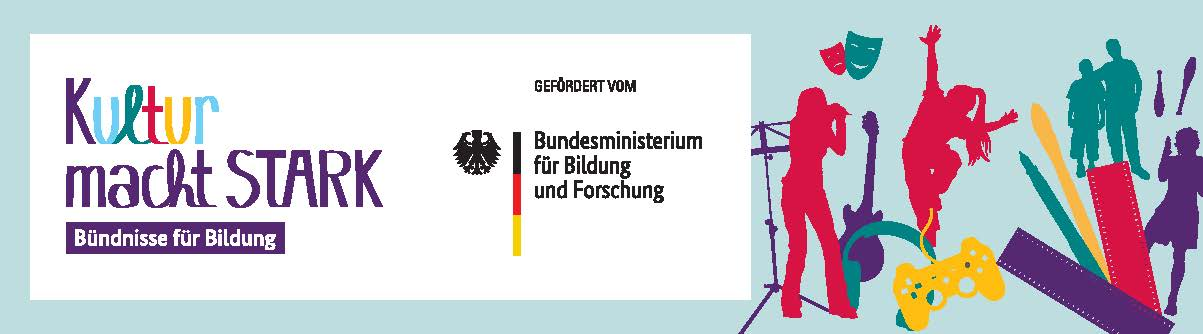 Kultur
macht STARK
Bündnisse für Bildung
GEFÖRDERT VOM
Bundesministerium
für Bildung
und Forschung